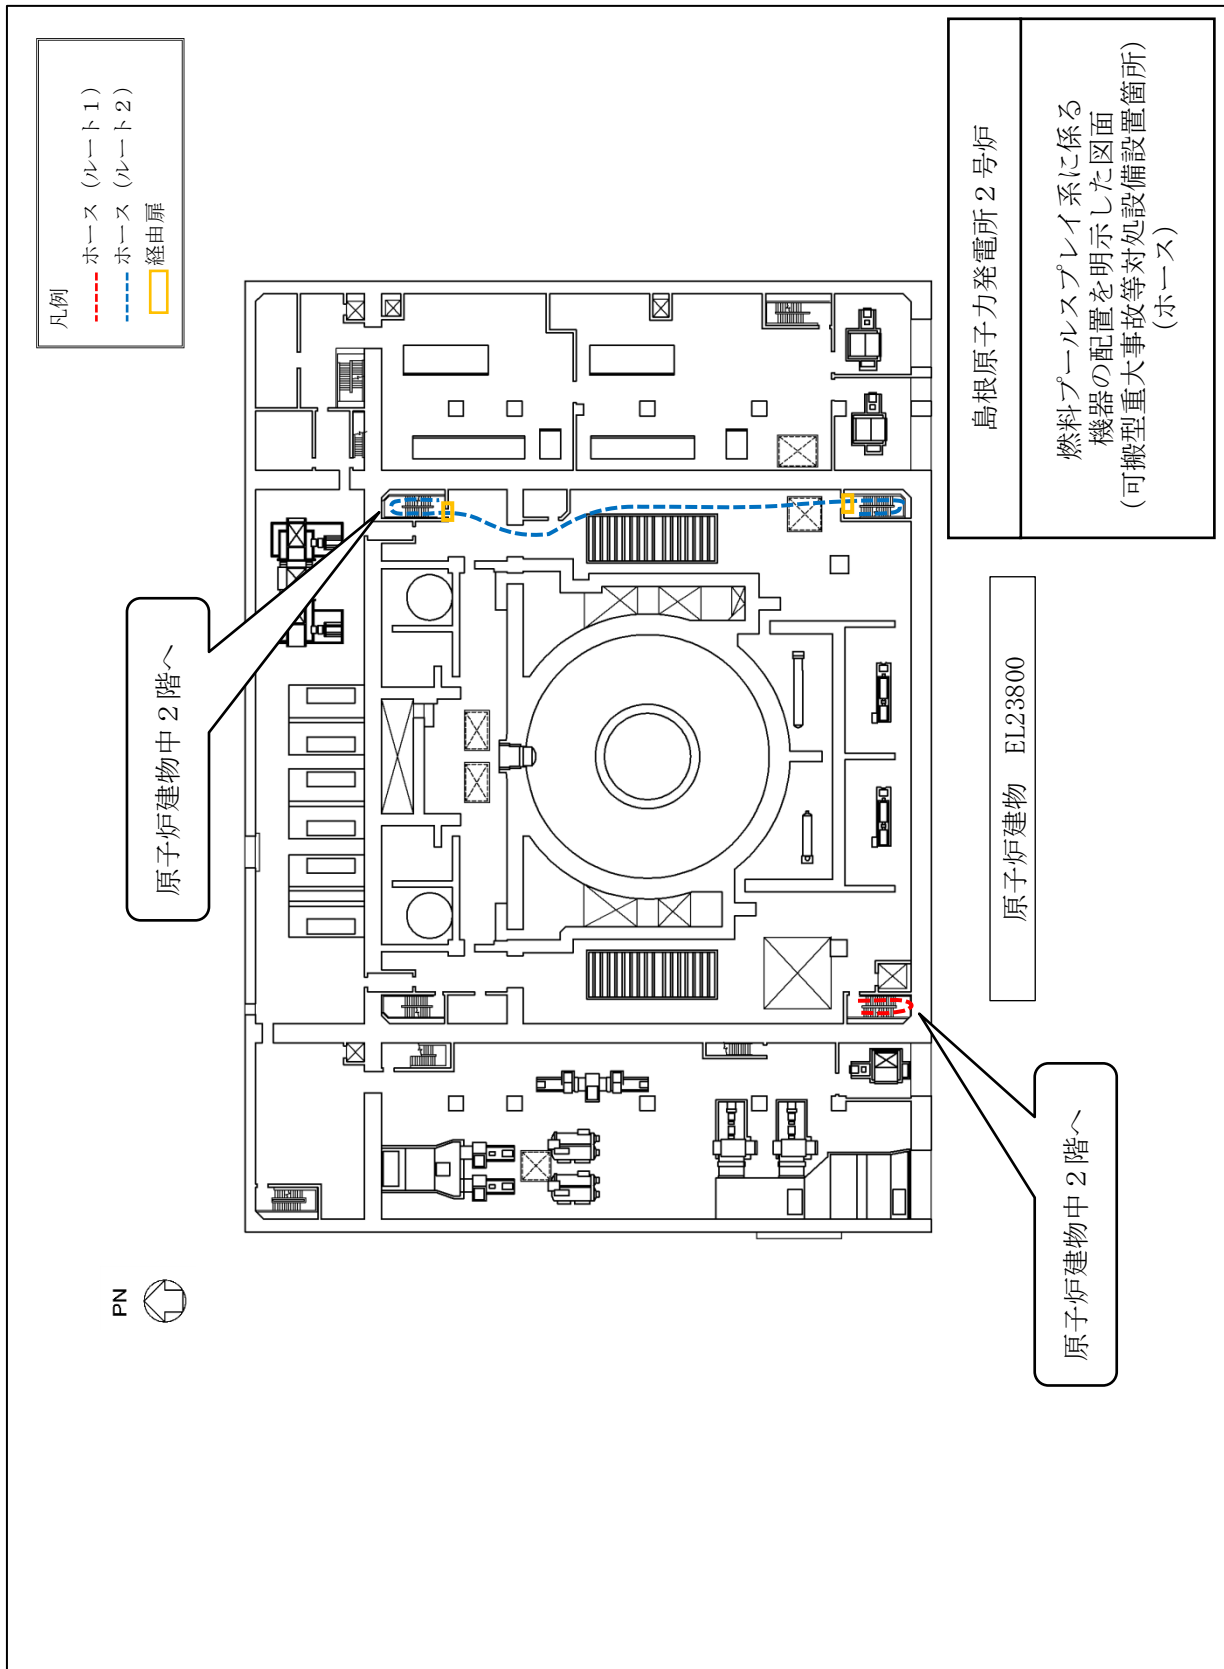 凡例
ホース（ルート１）
ホース（ルート２）
経由扉
原子炉建物中２階へ
原子炉建物中２階へ
PN
原子炉建物　EL23800
島根原子力発電所２号炉
燃料プールスプレイ系に係る
機器の配置を明示した図面
(可搬型重大事故等対処設備設置箇所)
(ホース)